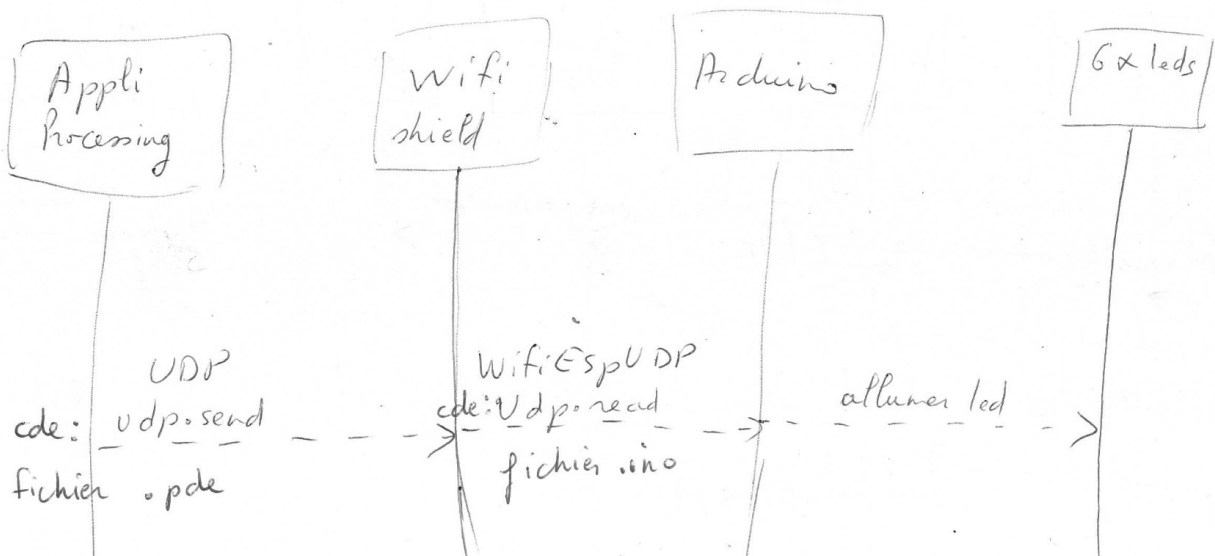 Appli
Processing
Wifi
shield
Arduino
6 x leds
UDP
cde: udp.send
fichier .pde
WifiEspUDP
cde: Udp.read
fichier .ino
allumer led